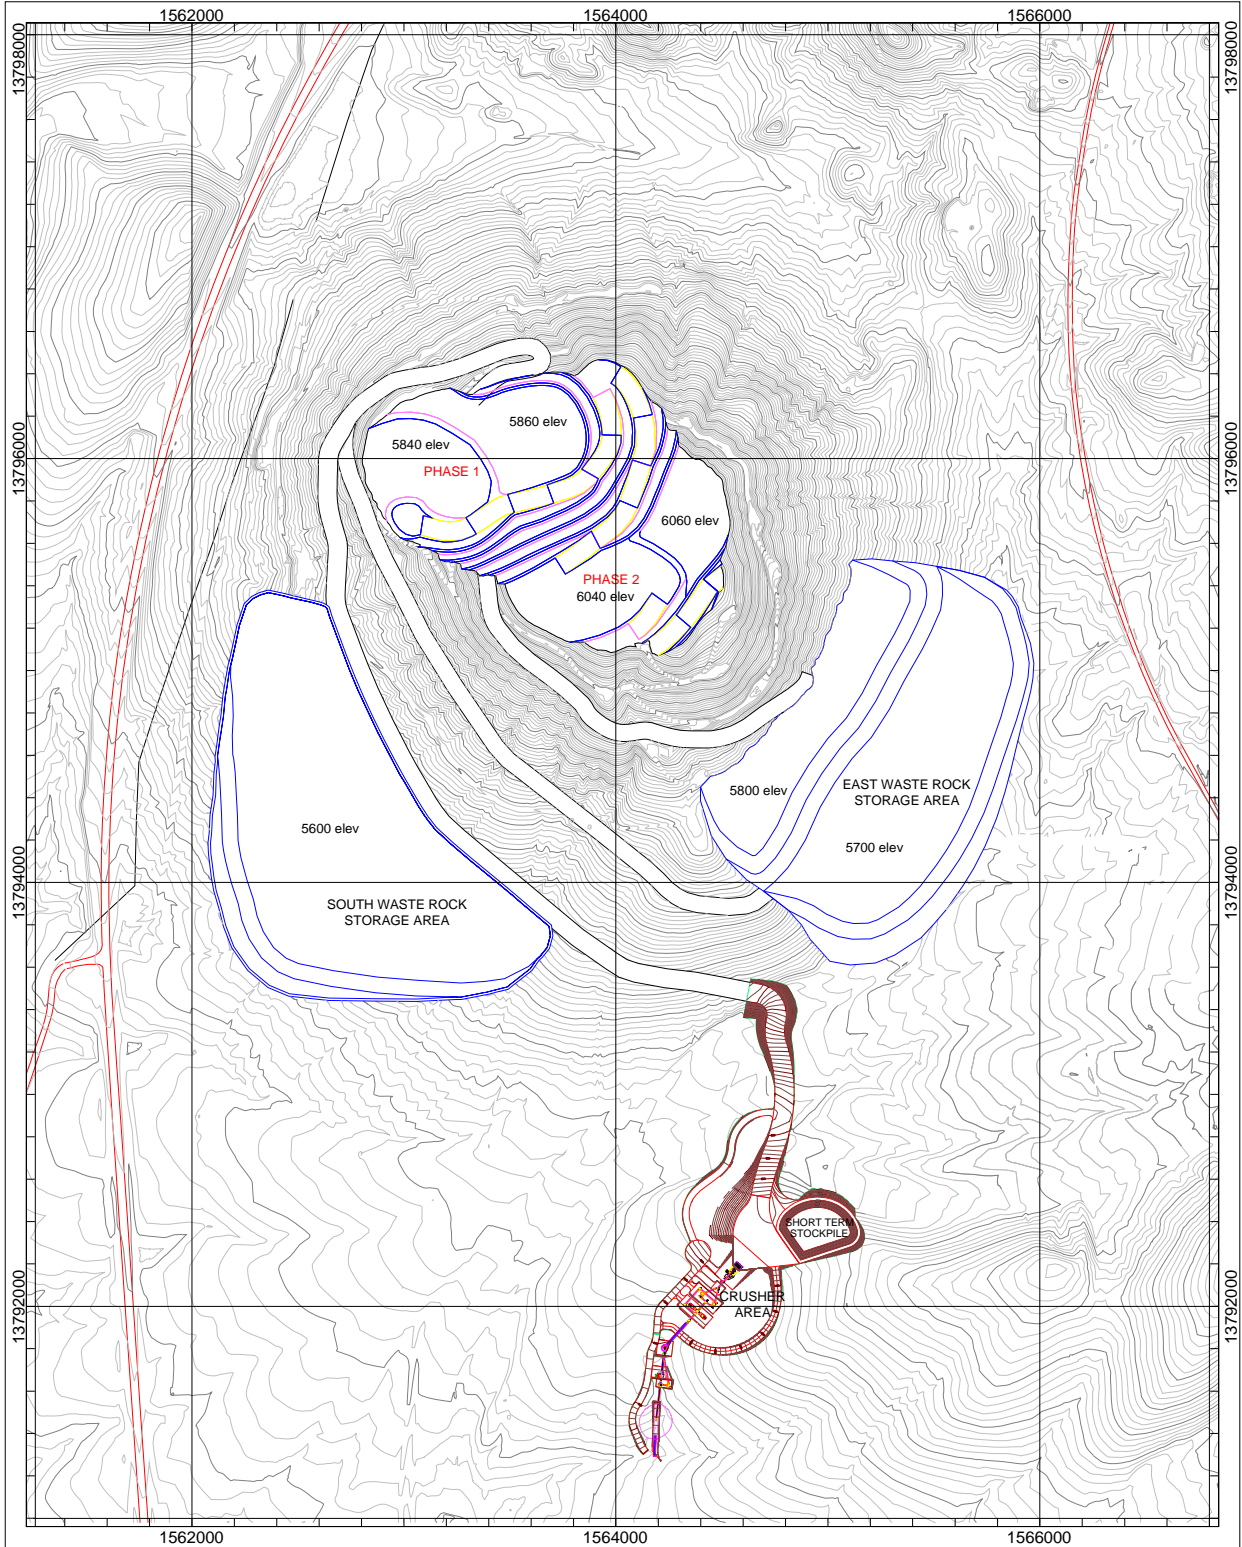 1562000
1564000
1566000
13798000
13798000
5860 elev
5840 elev
PHASE 1
13796000
13796000
6060 elev
PHASE 2
6040 elev
EAST WASTE ROCK
STORAGE AREA
5800 elev
5600 elev
5700 elev
13794000
13794000
SOUTH WASTE ROCK
STORAGE AREA
SHORT TERM
STOCKPILE
CRUSHER
AREA
13792000
13792000
1562000
1564000
1566000